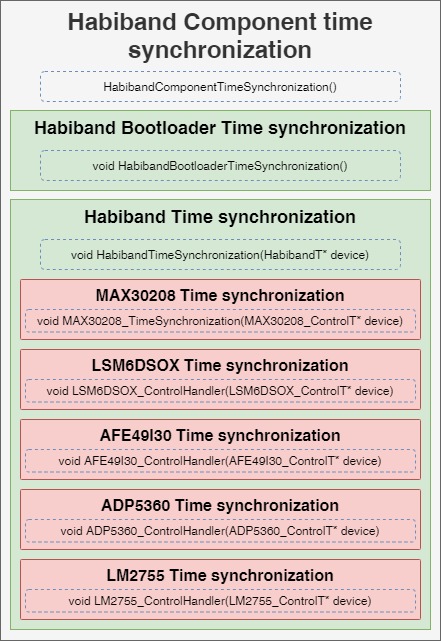 Habiband Component time
synchronization
HabibandComponentTimeSynchronization()
Habiband Bootloader Time synchronization
void HabibandBootloaderTimeSynchronization()
Habiband Time synchronization
void HabibandTimeSynchronization(HabibandT* device)
MAX30208 Time synchronization
void MAX30208_TimeSynchronization(MAX30208_ControlT* device)
LSM6DSOX Time synchronization
void LSM6DSOX_ControlHandler(LSM6DSOX_ControlT* device)
AFE49I30 Time synchronization
void AFE49I30_ControlHandler(AFE49I30_ControlT* device)
ADP5360 Time synchronization
void ADP5360_ControlHandler(ADP5360_ControlT* device)
LM2755 Time synchronization
void LM2755_ControlHandler(LM2755_ControlT* device)